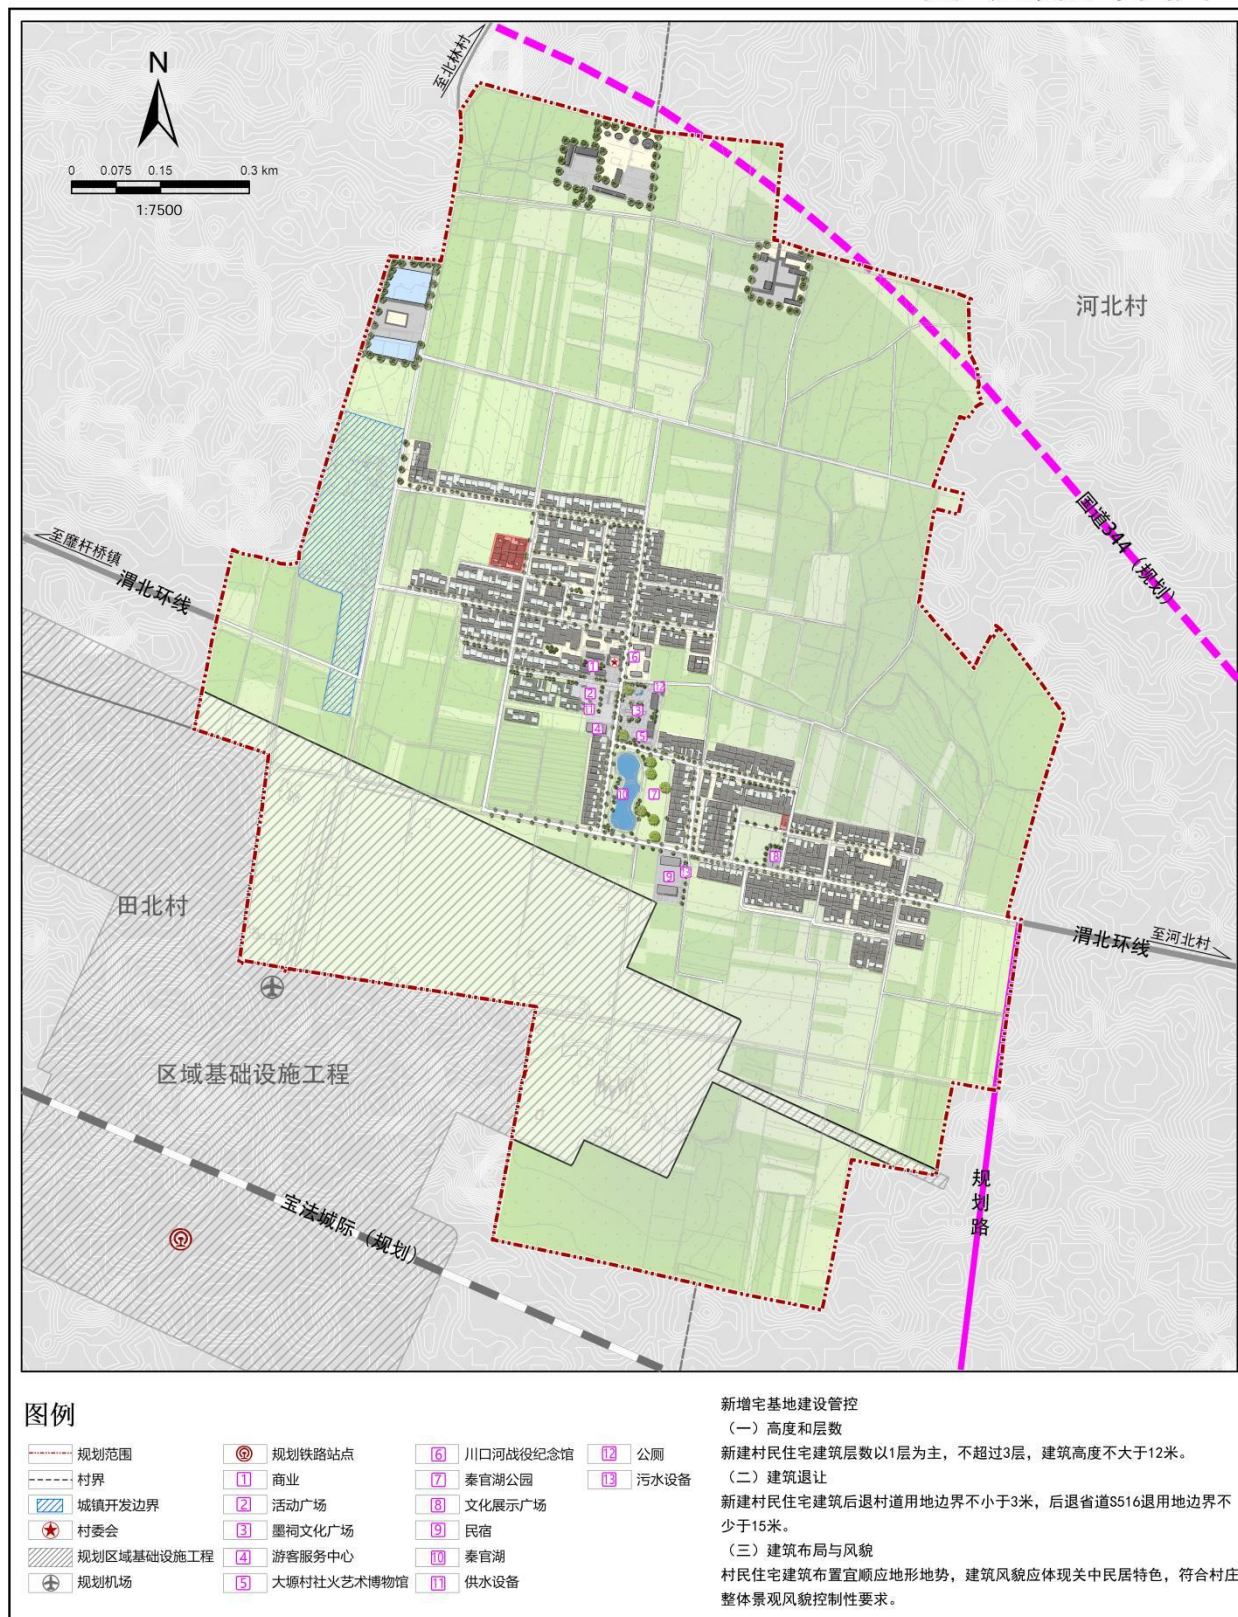 至北林村
N
0 0.075 0.15 0.3 km
1:7500
河北村
国道344（规划）
至靡杆桥镇
渭北环线
6
1
12
2
3
11
4
5
10
7
8
9
13
田北村
渭北环线
至河北村
区域基础设施工程
规划路
宝法城际（规划）
图例
规划范围
村界
城镇开发边界
村委会
规划区域基础设施工程
规划机场
规划铁路站点
1 商业
2 活动广场
3 墨祠文化广场
4 游客服务中心
5 大塬村社火艺术博物馆
6 川口河战役纪念馆
7 秦官湖公园
8 文化展示广场
9 民宿
10 秦官湖
11 供水设备
12 公厕
13 污水设备
新增宅基地建设管控
（一）高度和层数
新建村民住宅建筑层数以1层为主，不超过3层，建筑高度不大于12米。
（二）建筑退让
新建村民住宅建筑后退村道用地边界不小于3米，后退省道S516退用地边界不
少于15米。
（三）建筑布局与风貌
村民住宅建筑布置宜顺应地形地势，建筑风貌应体现关中民居特色，符合村庄
整体景观风貌控制性要求。